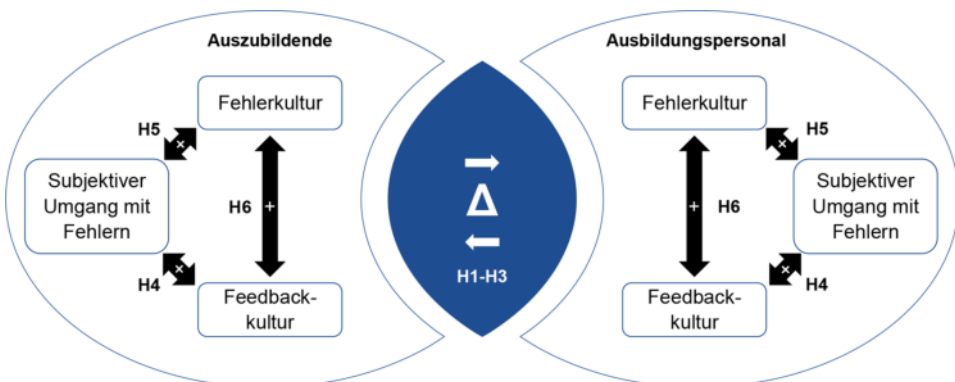 Auszubildende
Fehlerkultur
H5
×
Subjektiver
Umgang mit
Fehlern
H6
+
×
H4
Feedback-
kultur
Δ
H1-H3
Ausbildungspersonal
Fehlerkultur
H5
×
Subjektiver
Umgang mit
Fehlern
+
H6
×
H4
Feedback-
kultur